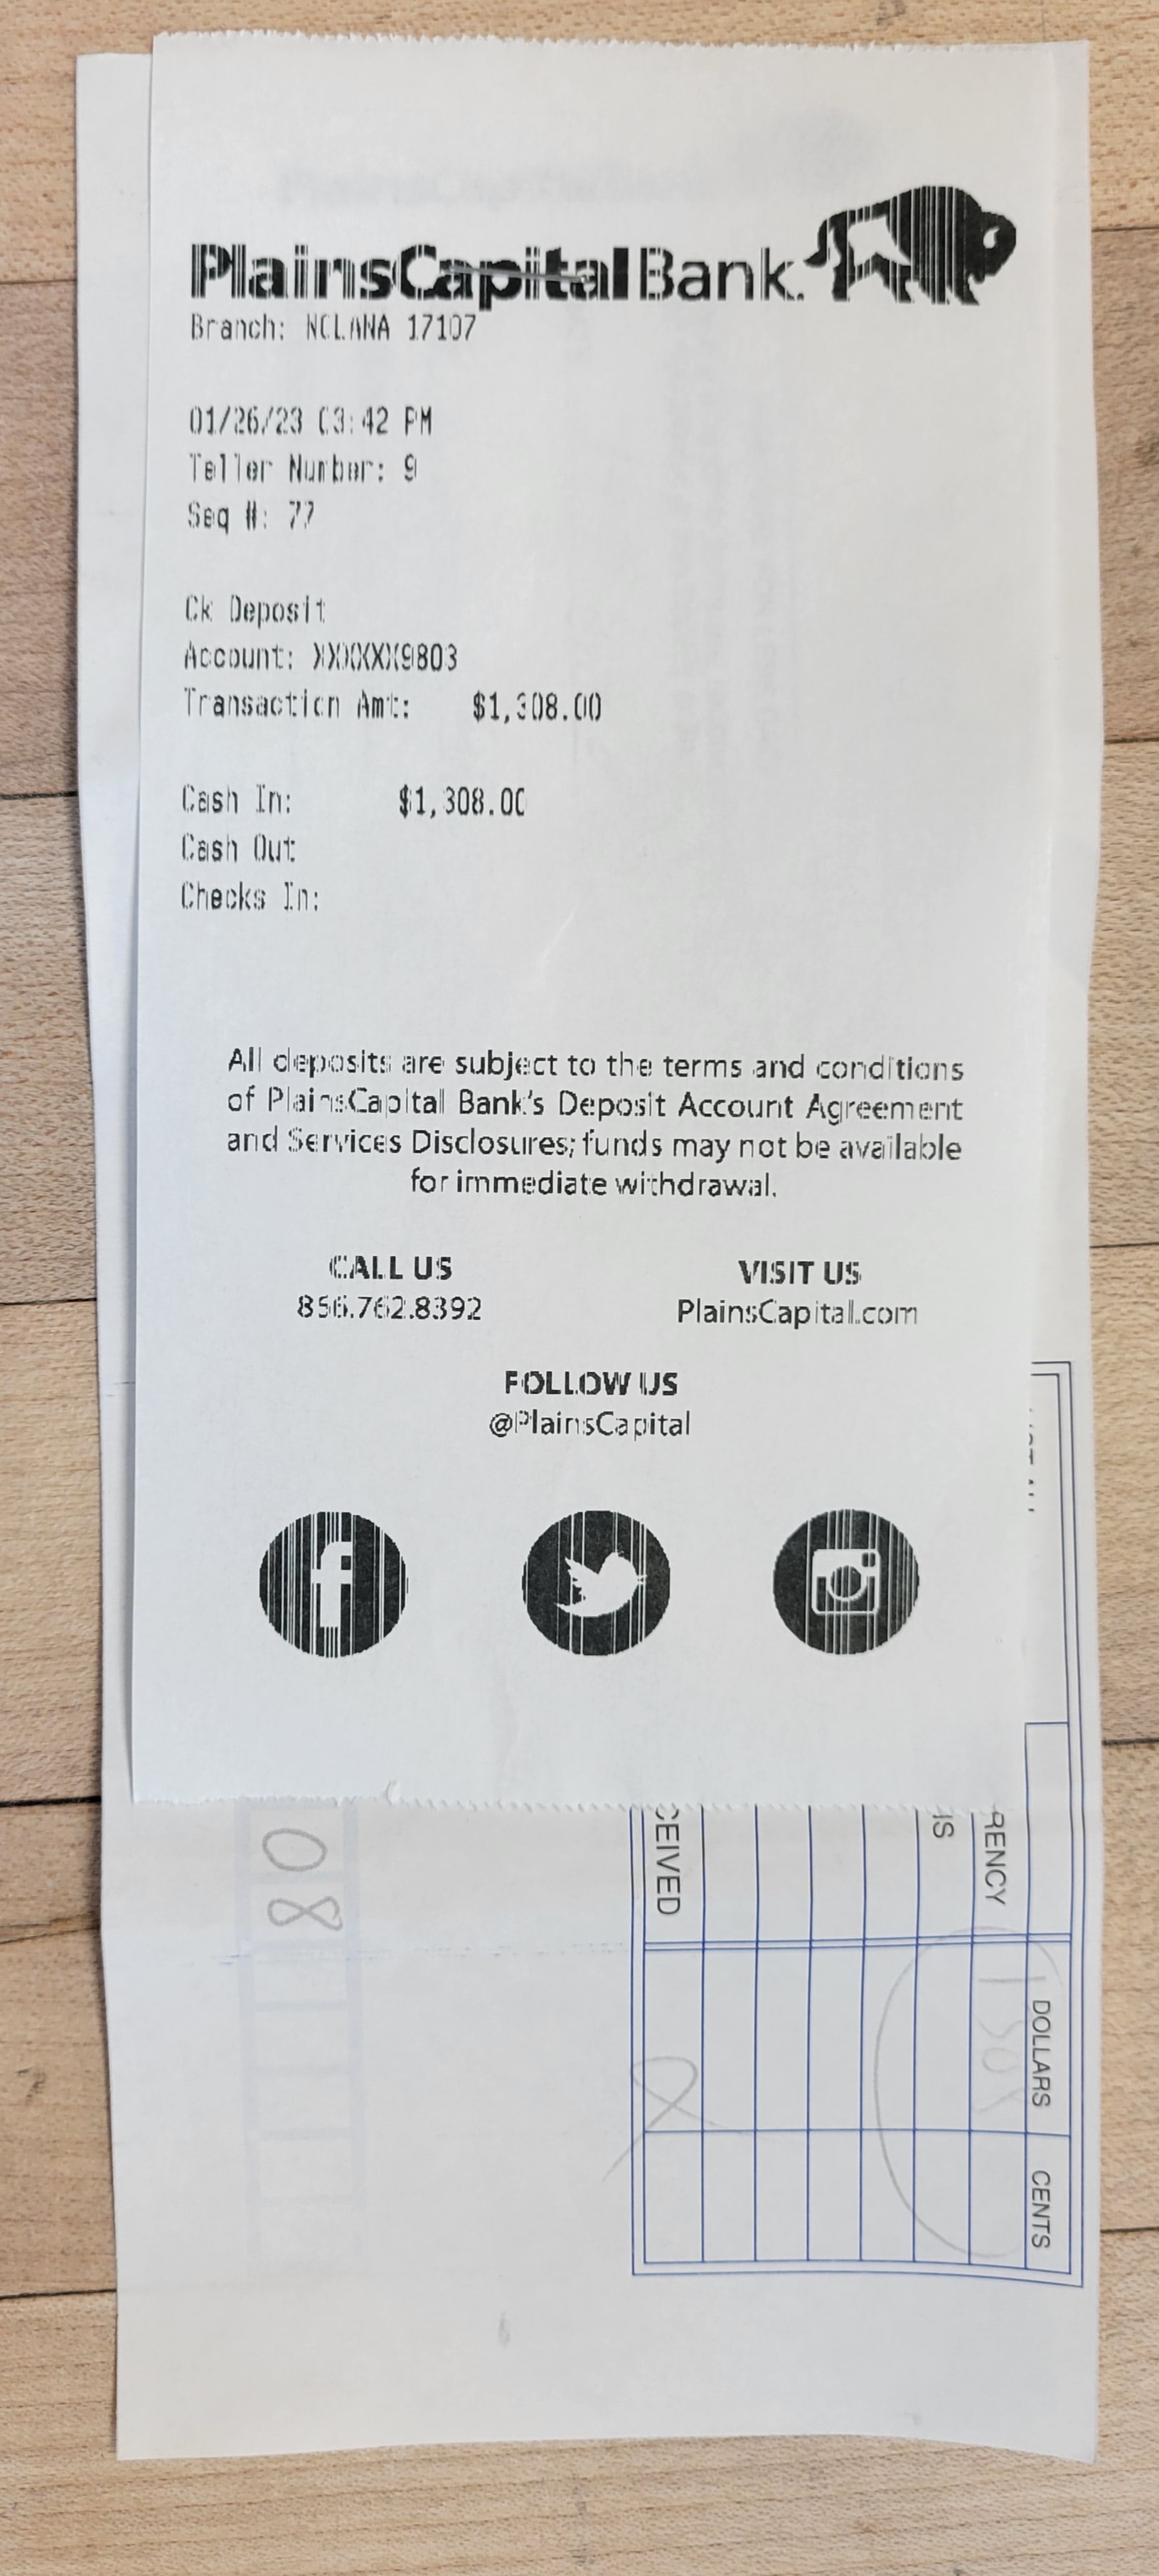 PlainsCapital Bank.
Branch: NCLANA 17107
01/26/23 03:42 PM
Teller Number: 9
Seq #: 77
Ck Deposit
Account: XXXXXX9803
Transaction Amt: $1,308.00
Cash In: $1,308.00
Cash Out
Checks In:
All deposits are subject to the terms and conditions
of PlainsCapital Bank's Deposit Account Agreement
and Services Disclosures; funds may not be available
for immediate withdrawal.
CALL US
VISIT US
856.762.8392
PlainsCapital.com
FOLLOW US
@PlainsCapital
08
DOLLARS
CENTS
RENCY
IS
CEIVED